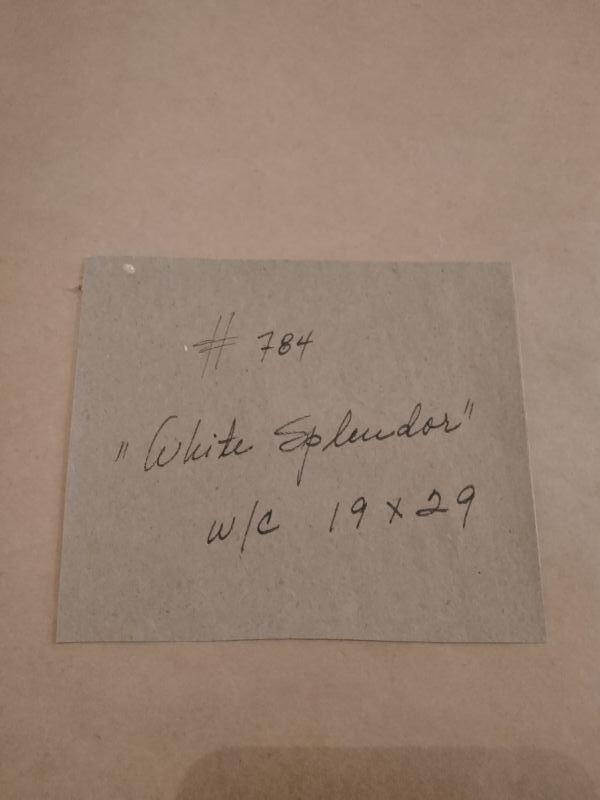 # 784
"White Splendor"
w/c 19 x 29